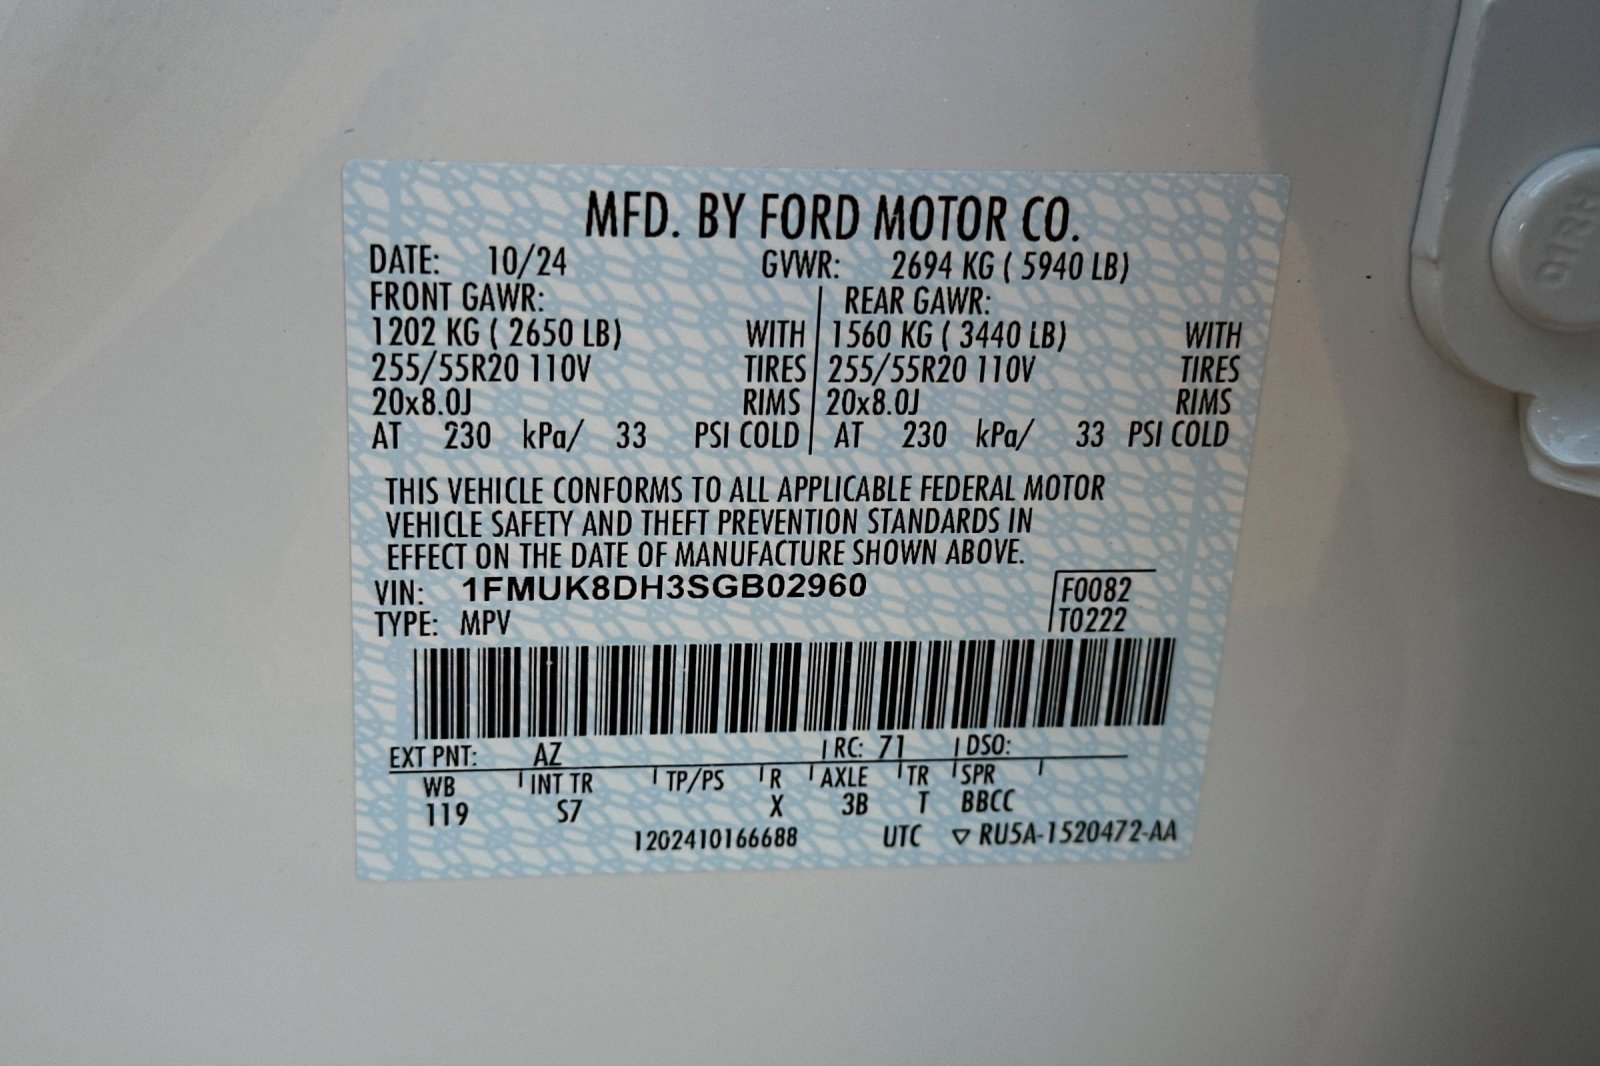 MFD. BY FORD MOTOR CO.
DATE: 10/24 GVWR: 2694 KG ( 5940 LB)
FRONT GAWR: REAR GAWR:
1202 KG ( 2650 LB) WITH 1560 KG ( 3440 LB) WITH
255/55R20 110V TIRES 255/55R20 110V TIRES
20x8.0J RIMS 20x8.0J RIMS
AT 230 kPa/ 33 PSI COLD AT 230 kPa/ 33 PSI COLD
THIS VEHICLE CONFORMS TO ALL APPLICABLE FEDERAL MOTOR
VEHICLE SAFETY AND THEFT PREVENTION STANDARDS IN
EFFECT ON THE DATE OF MANUFACTURE SHOWN ABOVE.
VIN: 1FMUK8DH3SGB02960 F0082
TYPE: MPV T0222
EXT PNT: AZ RC: 71 DSO:
WB INT TR TP/PS R AXLE TR SPR
119 S7 X 3B T BBCC
1202410166688 UTC ▽ RU5A-1520472-AA